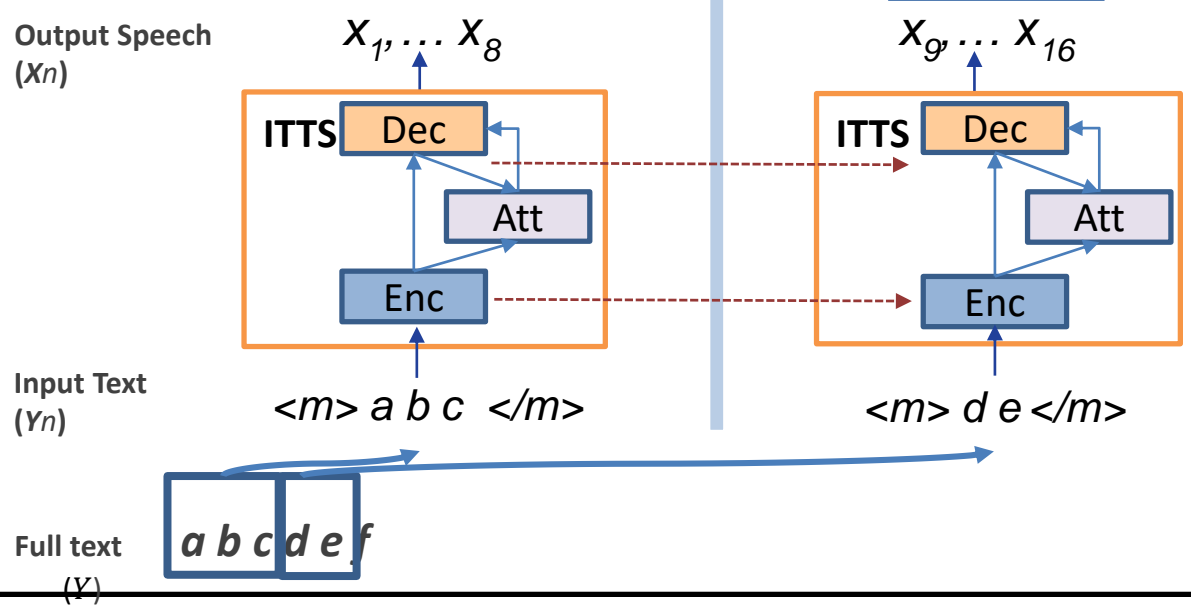 Output Speech
(Xn)
x1,… x8
x9,… x16
ITTS
Dec
Att
Enc
ITTS
Dec
Att
Enc
Input Text
(Yn)
<m> a b c </m>
<m> d e </m>
Full text
(Y)
a b c d e f